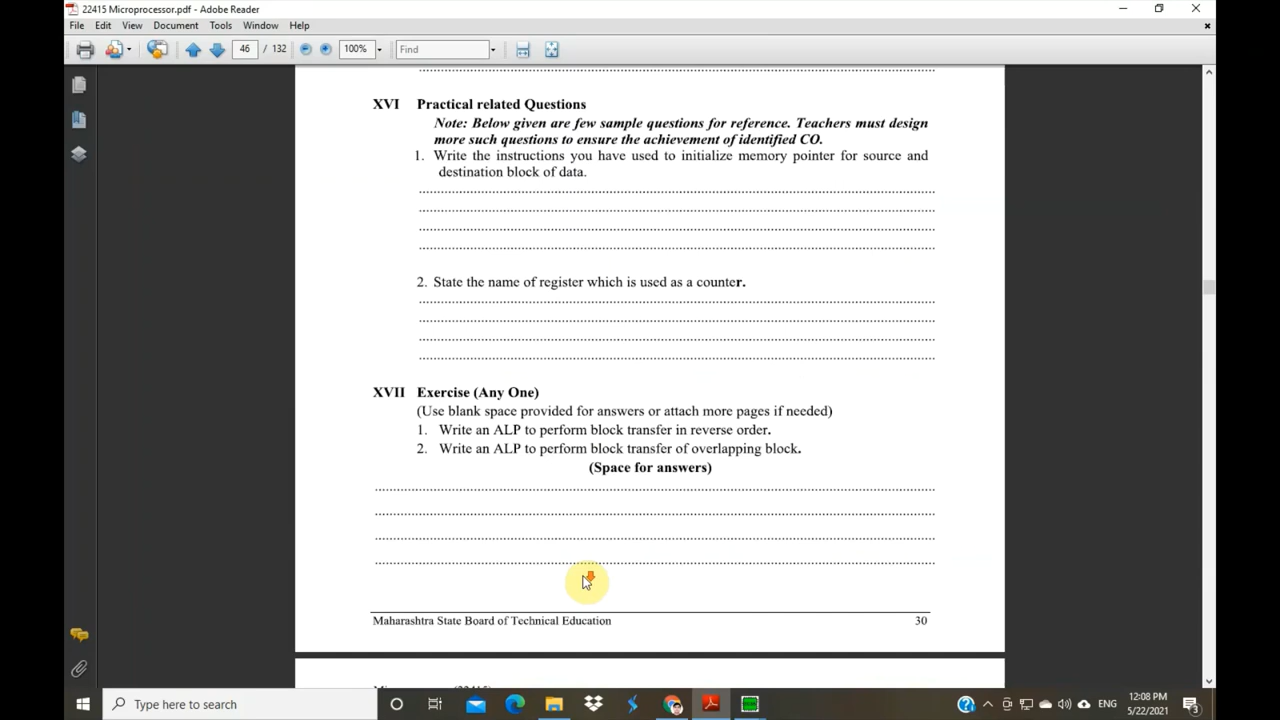 22415 Microprocessor.pdf - Adobe Reader
File Edit View Document Tools Window Help
46 / 132 100% Find
XVI Practical related Questions
Note: Below given are few sample questions for reference. Teachers must design
more such questions to ensure the achievement of identified CO.
1. Write the instructions you have used to initialize memory pointer for source and
destination block of data.
2. State the name of register which is used as a counter.
XVII Exercise (Any One)
(Use blank space provided for answers or attach more pages if needed)
1. Write an ALP to perform block transfer in reverse order.
2. Write an ALP to perform block transfer of overlapping block.
(Space for answers)
Maharashtra State Board of Technical Education 30
Type here to search
ENG
12:08 PM
5/22/2021
3